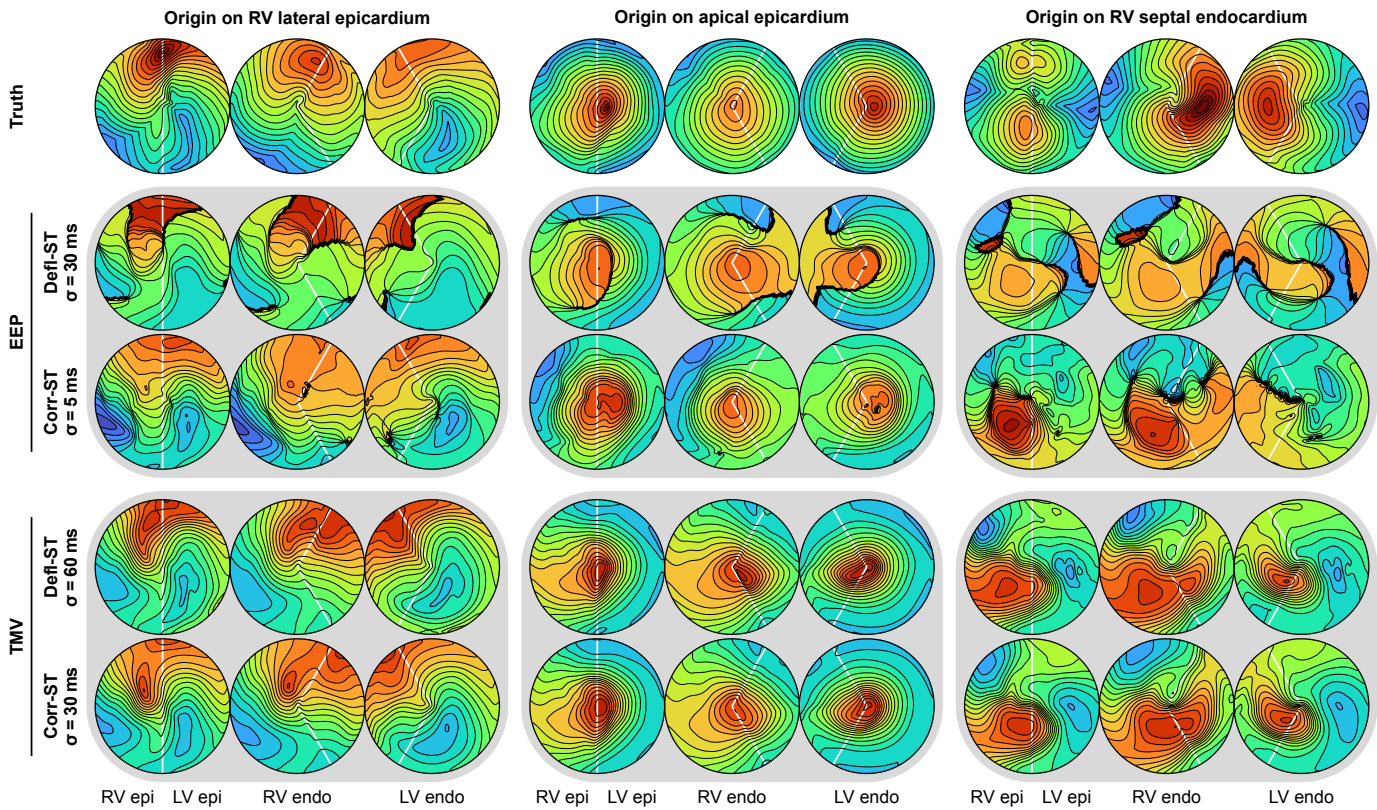 Origin on RV lateral epicardium
Origin on apical epicardium
Origin on RV septal endocardium
Truth
EEP
Defl-ST
σ = 30 ms
Corr-ST
σ = 5 ms
TMV
Defl-ST
σ = 60 ms
Corr-ST
σ = 30 ms
RV epi LV epi RV endo LV endo
RV epi LV epi RV endo LV endo
RV epi LV epi RV endo LV endo